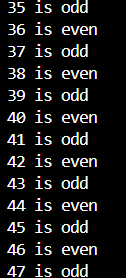 35 is odd
36 is even
37 is odd
38 is even
39 is odd
40 is even
41 is odd
42 is even
43 is odd
44 is even
45 is odd
46 is even
47 is odd